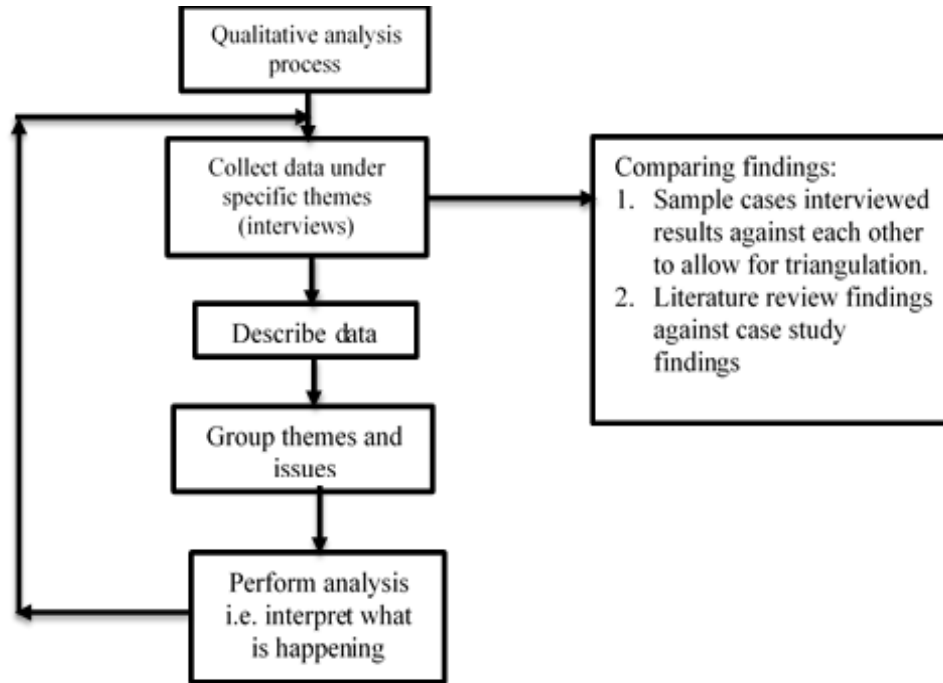 Qualitative analysis
process
Collect data under
specific themes
(interviews)
Comparing findings:
1. Sample cases interviewed
results against each other
to allow for triangulation.
2. Literature review findings
against case study
findings
Describe data
Group themes and
issues
Perform analysis
i.e. interpret what
is happening